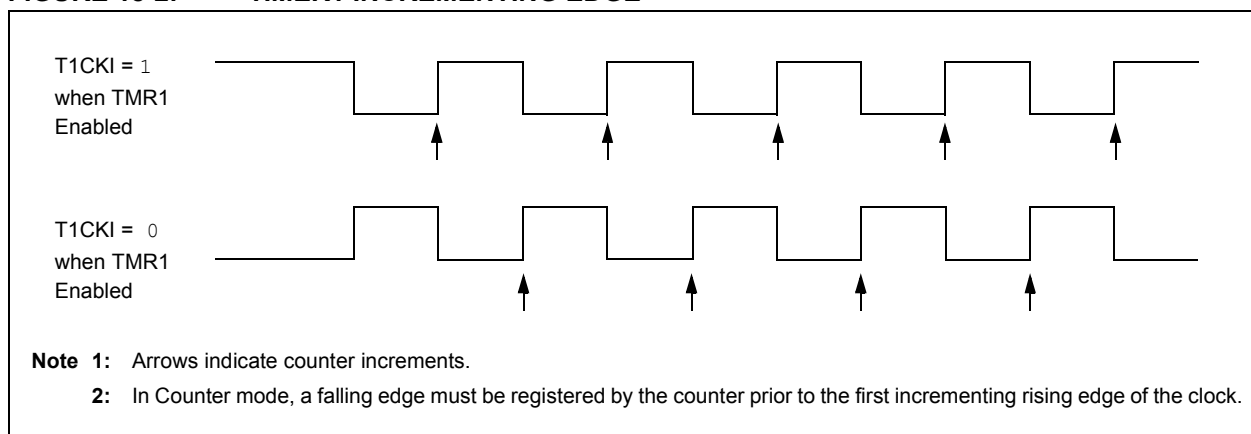 T1CKI = 1
when TMR1
Enabled
T1CKI = 0
when TMR1
Enabled
Note 1: Arrows indicate counter increments.
2: In Counter mode, a falling edge must be registered by the counter prior to the first incrementing rising edge of the clock.